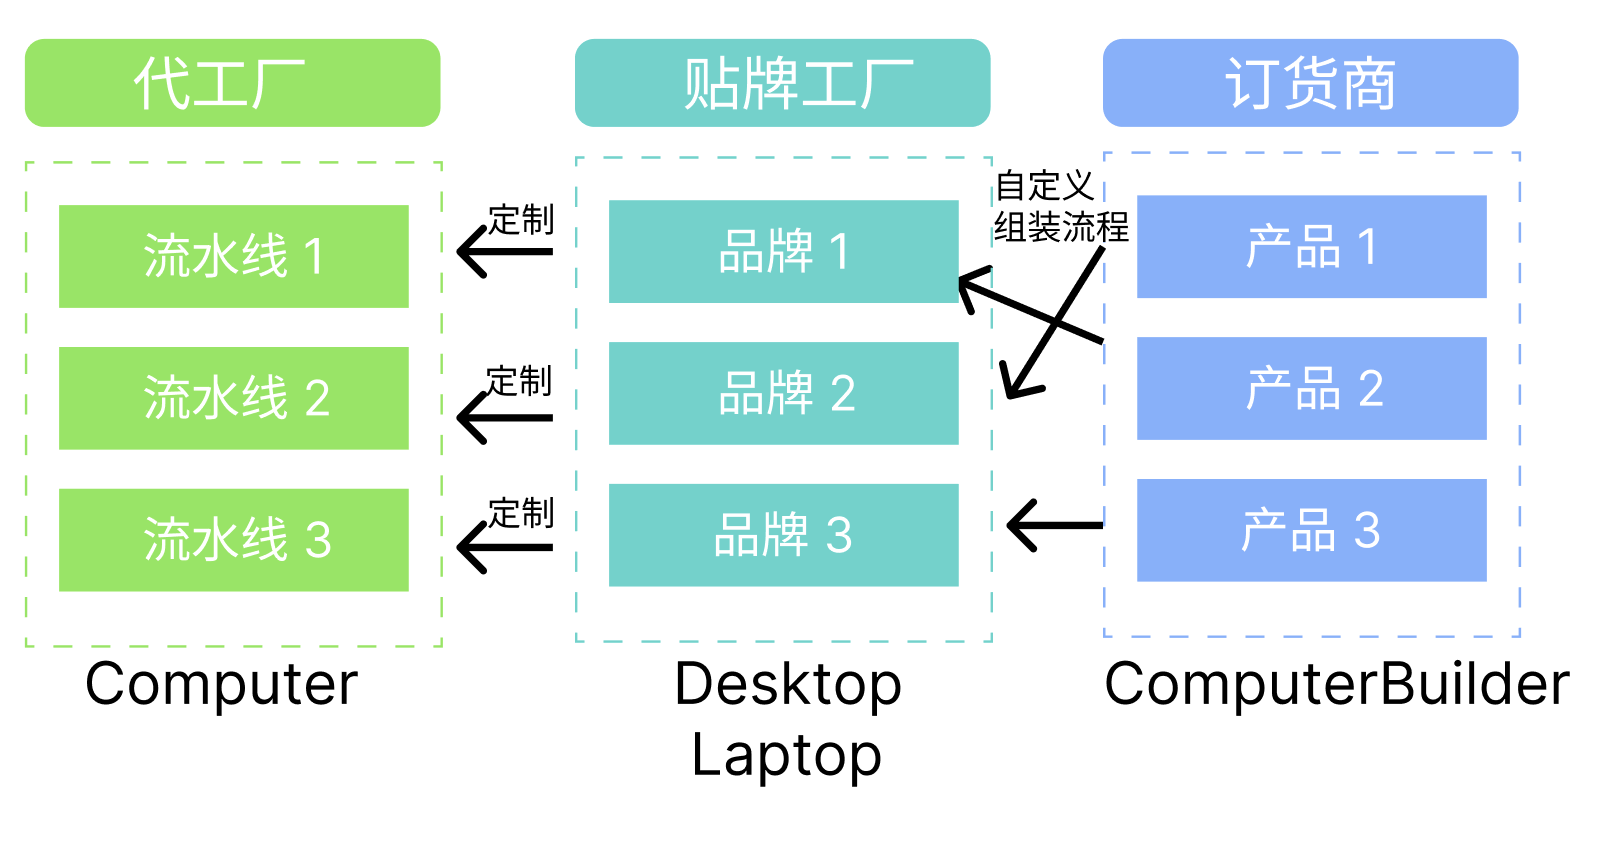 代工厂
贴牌工厂
订货商
流水线 1
流水线 2
流水线 3
定制
定制
定制
品牌 1
品牌 2
品牌 3
自定义
组装流程
产品 1
产品 2
产品 3
Computer
Desktop
Laptop
ComputerBuilder